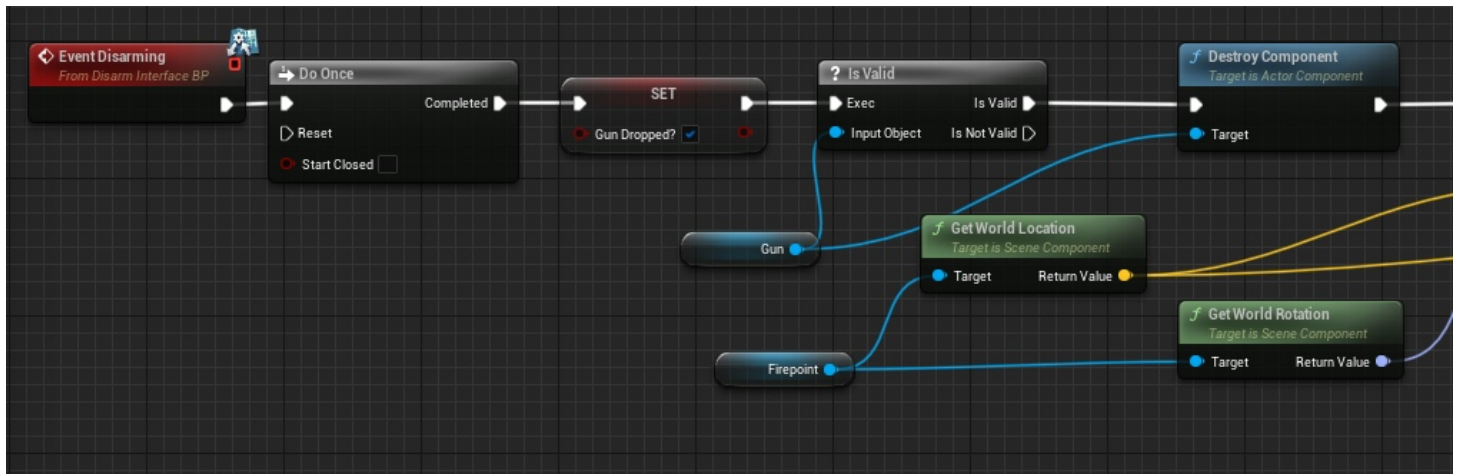 Event Disarming
From Disarm Interface BP
Do Once
Completed
Reset
Start Closed
SET
Gun Dropped?
? Is Valid
Exec
Is Valid
Input Object
Is Not Valid
f Destroy Component
Target is Actor Component
Target
Gun
f Get World Location
Target is Scene Component
Target
Return Value
Firepoint
f Get World Rotation
Target is Scene Component
Target
Return Value